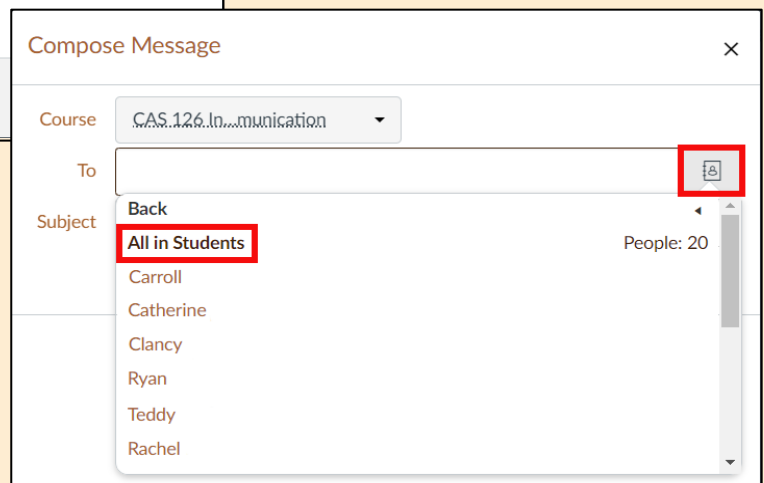 Compose Message
Course CAS 126 In...munication
To
Subject
Back
All in Students People: 20
Carroll
Catherine
Clancy
Ryan
Teddy
Rachel